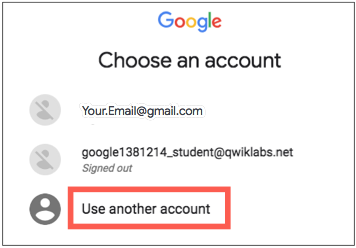 Google
Choose an account
Your.Email@gmail.com
google1381214_student@qwiklabs.net
Signed out
Use another account